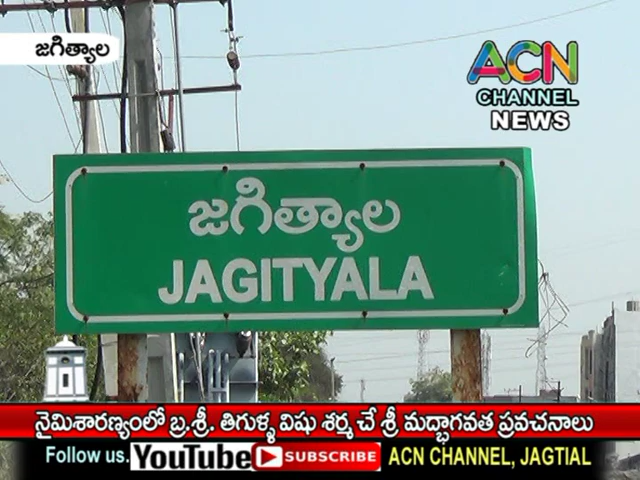 జగిత్యాల
ACN
CHANNEL
NEWS
జగిత్యాల
JAGITYALA
నైమిశారణ్యంలో బ్ర.శ్రీ. తిగుళ్ళ విషు శర్మ చే శ్రీ మద్భాగవత ప్రవచనాలు
Follow us. YouTube SUBSCRIBE ACN CHANNEL, JAGTIAL